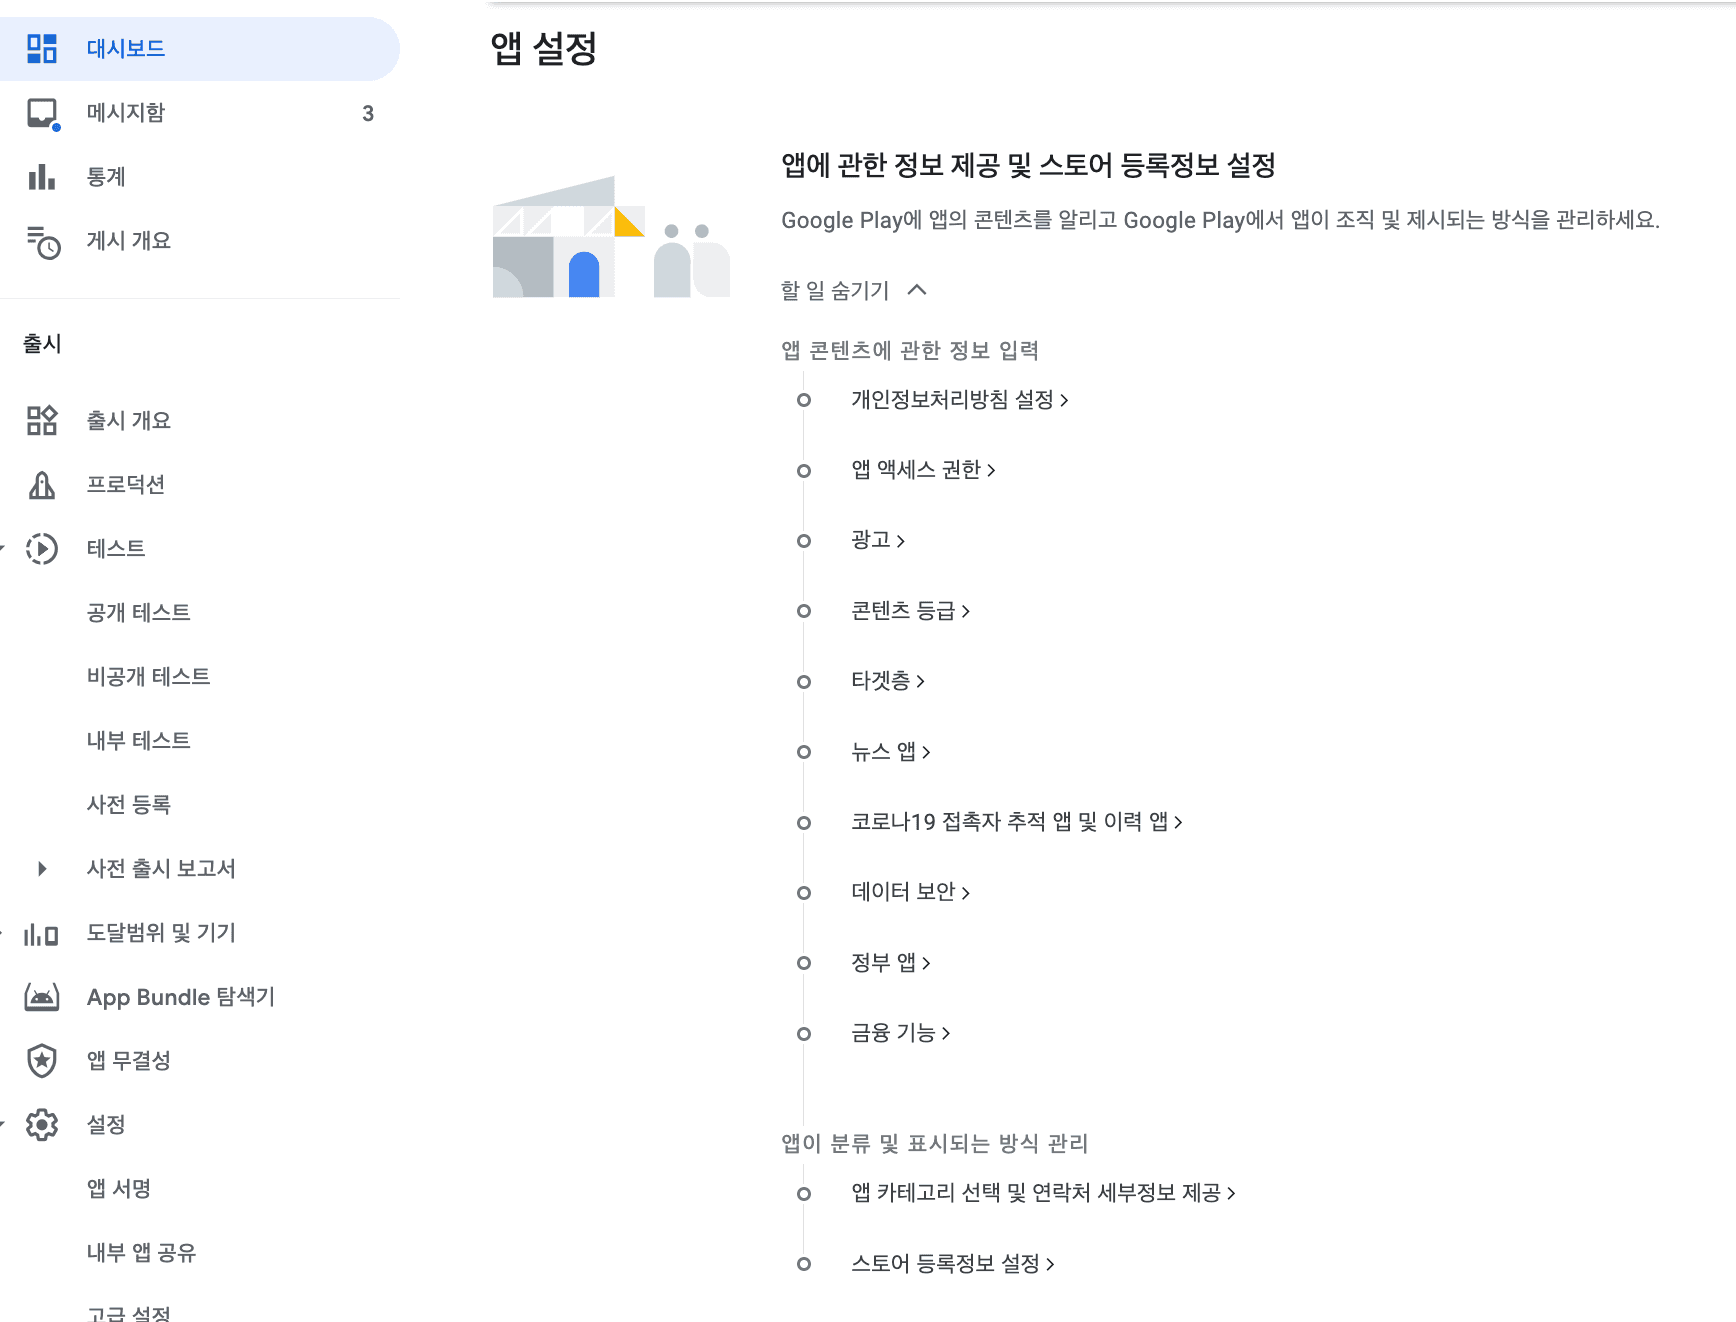 대시보드
메시지함 3
통계
게시 개요
출시
출시 개요
프로덕션
테스트
공개 테스트
비공개 테스트
내부 테스트
사전 등록
사전 출시 보고서
도달범위 및 기기
App Bundle 탐색기
앱 무결성
설정
앱 서명
내부 앱 공유
고급 설정
앱 설정
앱에 관한 정보 제공 및 스토어 등록정보 설정
Google Play에 앱의 콘텐츠를 알리고 Google Play에서 앱이 조직 및 제시되는 방식을 관리하세요.
할 일 숨기기
앱 콘텐츠에 관한 정보 입력
개인정보처리방침 설정
앱 액세스 권한
광고
콘텐츠 등급
타겟층
뉴스 앱
코로나19 접촉자 추적 앱 및 이력 앱
데이터 보안
정부 앱
금융 기능
앱이 분류 및 표시되는 방식 관리
앱 카테고리 선택 및 연락처 세부정보 제공
스토어 등록정보 설정